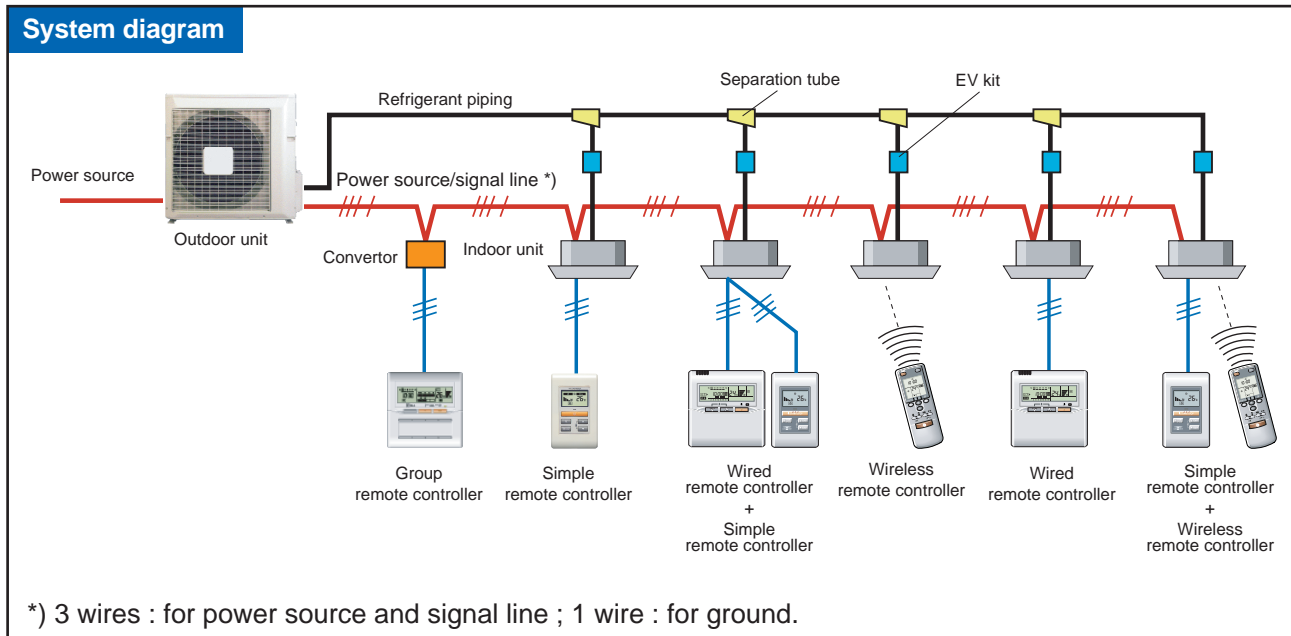 System diagram
Separation tube
EV kit
Refrigerant piping
Power source
Power source/signal line *)
Outdoor unit
Convertor
Indoor unit
Group
remote controller
Simple
remote controller
Wired
remote controller
+
Simple
remote controller
Wireless
remote controller
Wired
remote controller
Simple
remote controller
+
Wireless
remote controller
*) 3 wires : for power source and signal line ; 1 wire : for ground.